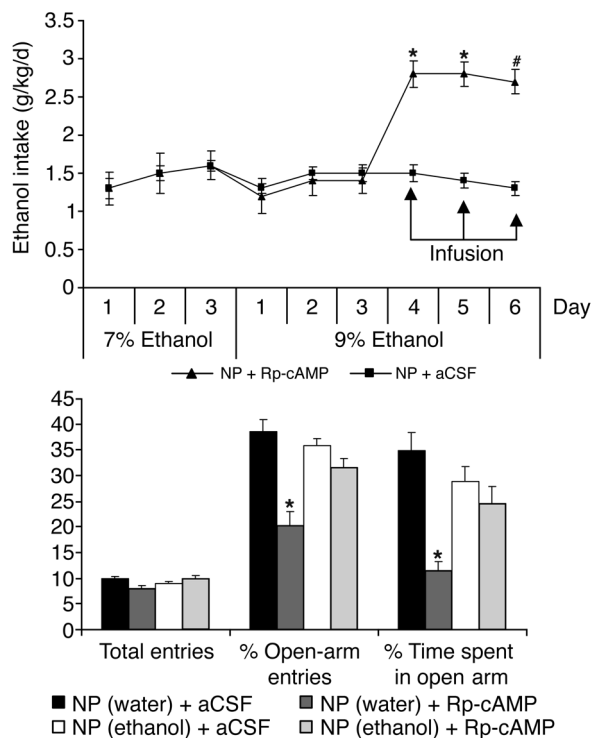 Ethanol intake (g/kg/d)
3.5
3
2.5
2
1.5
1
0.5
0
* * #
Infusion
1 2 3 1 2 3 4 5 6 Day
7% Ethanol 9% Ethanol
NP + Rp-cAMP NP + aCSF
45
40
35
30
25
20
15
10
5
0
*
*
Total entries % Open-arm entries % Time spent in open arm
NP (water) + aCSF NP (water) + Rp-cAMP
NP (ethanol) + aCSF NP (ethanol) + Rp-cAMP